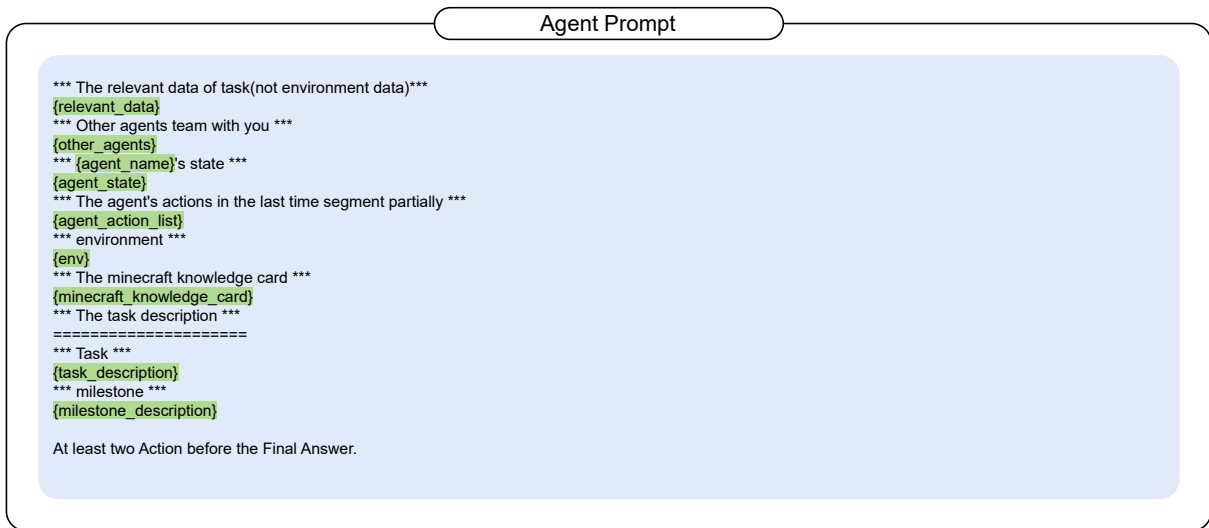 Agent Prompt
*** The relevant data of task(not environment data)***
{relevant_data}
*** Other agents team with you ***
{other_agents}
*** {agent_name}'s state ***
{agent_state}
*** The agent's actions in the last time segment partially ***
{agent_action_list}
*** environment ***
{env}
*** The minecraft knowledge card ***
{minecraft_knowledge_card}
*** The task description ***
=====================
*** Task ***
{task_description}
*** milestone ***
{milestone_description}
At least two Action before the Final Answer.